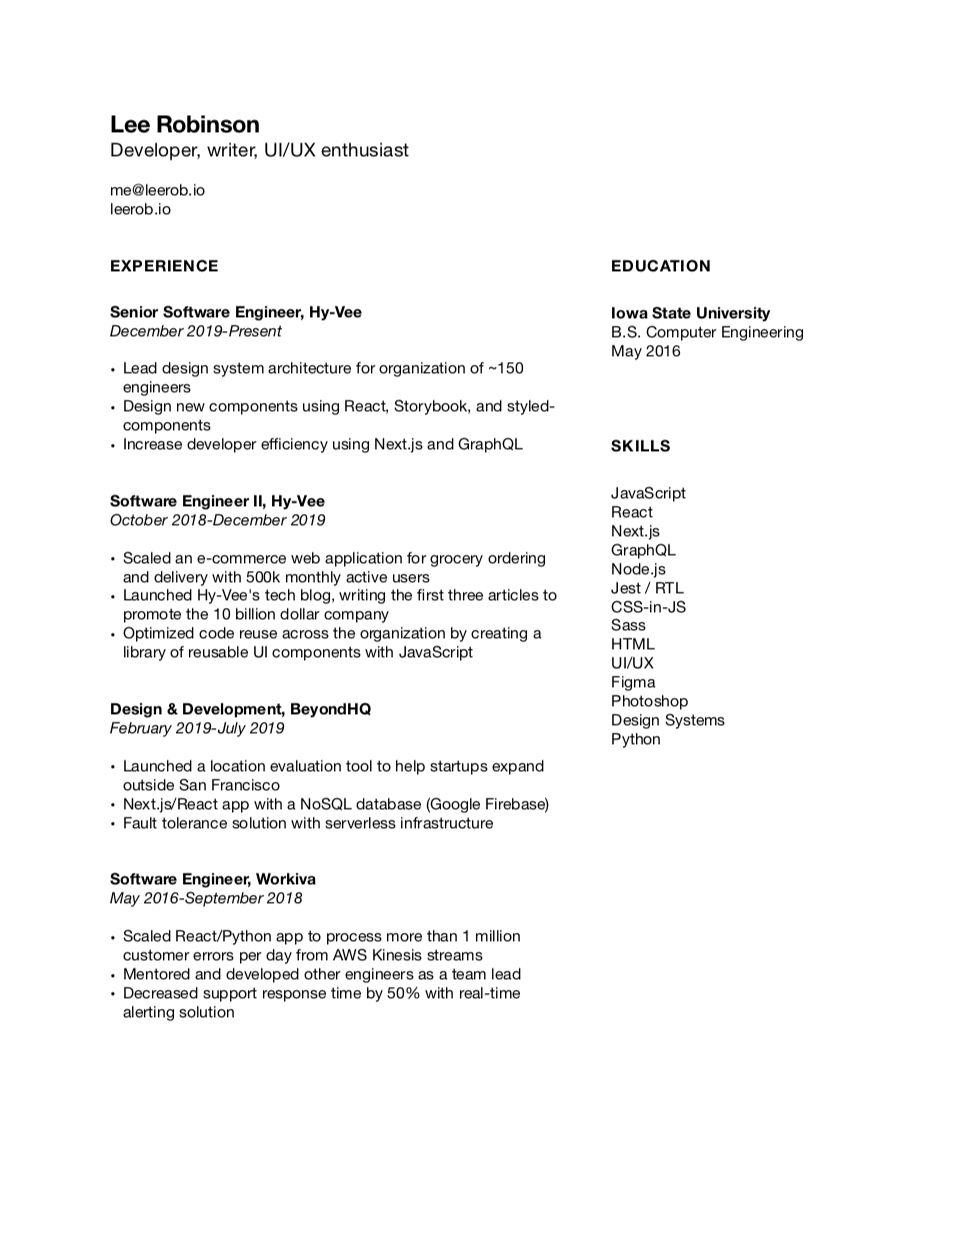 Lee Robinson
Developer, writer, UI/UX enthusiast
me@leerob.io
leerob.io
EXPERIENCE
Senior Software Engineer, Hy-Vee
December 2019-Present
• Lead design system architecture for organization of ~150
engineers
• Design new components using React, Storybook, and styled-
components
• Increase developer efficiency using Next.js and GraphQL
Software Engineer II, Hy-Vee
October 2018-December 2019
• Scaled an e-commerce web application for grocery ordering
and delivery with 500k monthly active users
• Launched Hy-Vee's tech blog, writing the first three articles to
promote the 10 billion dollar company
• Optimized code reuse across the organization by creating a
library of reusable UI components with JavaScript
Design & Development, BeyondHQ
February 2019-July 2019
• Launched a location evaluation tool to help startups expand
outside San Francisco
• Next.js/React app with a NoSQL database (Google Firebase)
• Fault tolerance solution with serverless infrastructure
Software Engineer, Workiva
May 2016-September 2018
• Scaled React/Python app to process more than 1 million
customer errors per day from AWS Kinesis streams
• Mentored and developed other engineers as a team lead
• Decreased support response time by 50% with real-time
alerting solution
EDUCATION
Iowa State University
B.S. Computer Engineering
May 2016
SKILLS
JavaScript
React
Next.js
GraphQL
Node.js
Jest / RTL
CSS-in-JS
Sass
HTML
UI/UX
Figma
Photoshop
Design Systems
Python